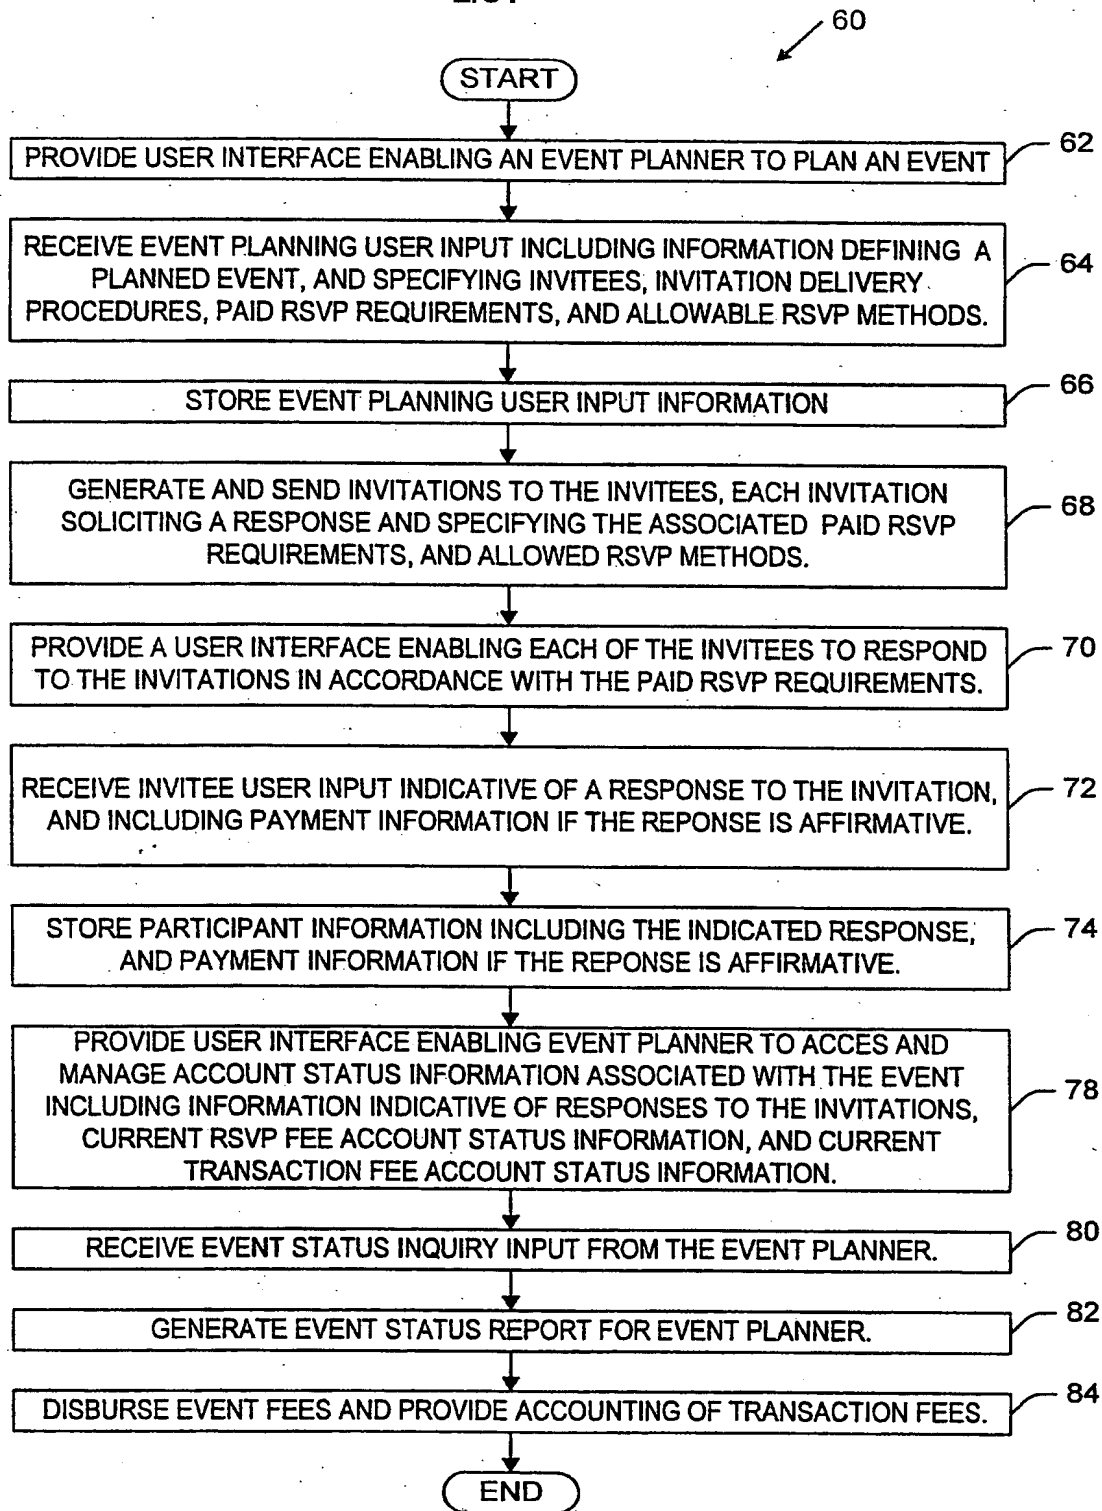 60
START
PROVIDE USER INTERFACE ENABLING AN EVENT PLANNER TO PLAN AN EVENT
62
RECEIVE EVENT PLANNING USER INPUT INCLUDING INFORMATION DEFINING A
PLANNED EVENT, AND SPECIFYING INVITEES, INVITATION DELIVERY
PROCEDURES, PAID RSVP REQUIREMENTS, AND ALLOWABLE RSVP METHODS.
64
STORE EVENT PLANNING USER INPUT INFORMATION
66
GENERATE AND SEND INVITATIONS TO THE INVITEES, EACH INVITATION
SOLICITING A RESPONSE AND SPECIFYING THE ASSOCIATED PAID RSVP
REQUIREMENTS, AND ALLOWED RSVP METHODS.
68
PROVIDE A USER INTERFACE ENABLING EACH OF THE INVITEES TO RESPOND
TO THE INVITATIONS IN ACCORDANCE WITH THE PAID RSVP REQUIREMENTS.
70
RECEIVE INVITEE USER INPUT INDICATIVE OF A RESPONSE TO THE INVITATION,
AND INCLUDING PAYMENT INFORMATION IF THE REPONSE IS AFFIRMATIVE.
72
STORE PARTICIPANT INFORMATION INCLUDING THE INDICATED RESPONSE,
AND PAYMENT INFORMATION IF THE REPONSE IS AFFIRMATIVE.
74
PROVIDE USER INTERFACE ENABLING EVENT PLANNER TO ACCES AND
MANAGE ACCOUNT STATUS INFORMATION ASSOCIATED WITH THE EVENT
INCLUDING INFORMATION INDICATIVE OF RESPONSES TO THE INVITATIONS,
CURRENT RSVP FEE ACCOUNT STATUS INFORMATION, AND CURRENT
TRANSACTION FEE ACCOUNT STATUS INFORMATION.
78
RECEIVE EVENT STATUS INQUIRY INPUT FROM THE EVENT PLANNER.
80
GENERATE EVENT STATUS REPORT FOR EVENT PLANNER.
82
DISBURSE EVENT FEES AND PROVIDE ACCOUNTING OF TRANSACTION FEES.
84
END